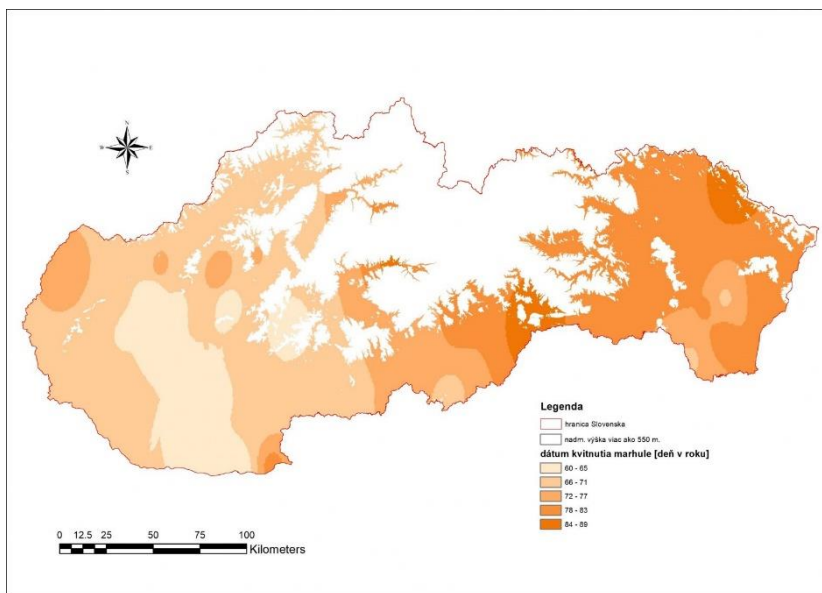 N
W E
S
Legenda
hranica Slovenska
nadm. výška viac ako 550 m.
dátum kvitnutia marhule [deň v roku]
60 - 65
66 - 71
72 - 77
78 - 83
84 - 89
0 12.5 25 50 75 100
Kilometers